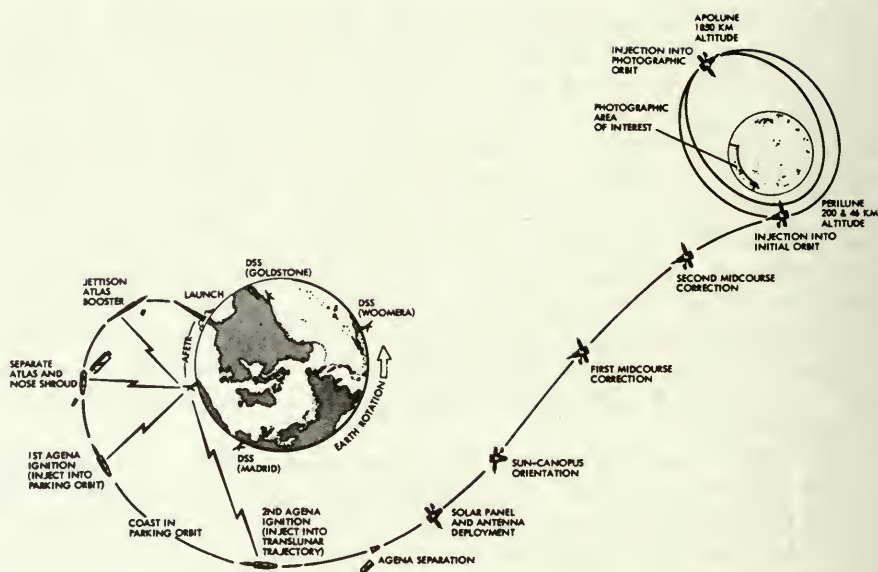 APOLUNE
1850 KM
ALTITUDE
INJECTION INTO
PHOTOGRAPHIC
ORBIT
PHOTOGRAPHIC
AREA
OF INTEREST
PERILUNE
200 & 46 KM
ALTITUDE
INJECTION INTO
INITIAL ORBIT
SECOND MIDCOURSE
CORRECTION
FIRST MIDCOURSE
CORRECTION
SUN-CANOPUS
ORIENTATION
SOLAR PANEL
AND ANTENNA
DEPLOYMENT
AGENA SEPARATION
2ND AGENA
IGNITION
(INJECT INTO
TRANSLUNAR
TRAJECTORY)
COAST IN
PARKING ORBIT
1ST AGENA
IGNITION
(INJECT INTO
PARKING ORBIT)
SEPARATE
ATLAS AND
NOSE SHROUD
JETTISON
ATLAS
BOOSTER
LAUNCH
AFETR
DSS
(GOLDSTONE)
DSS
(WOOMERA)
EARTH ROTATION
DSS
(MADRID)